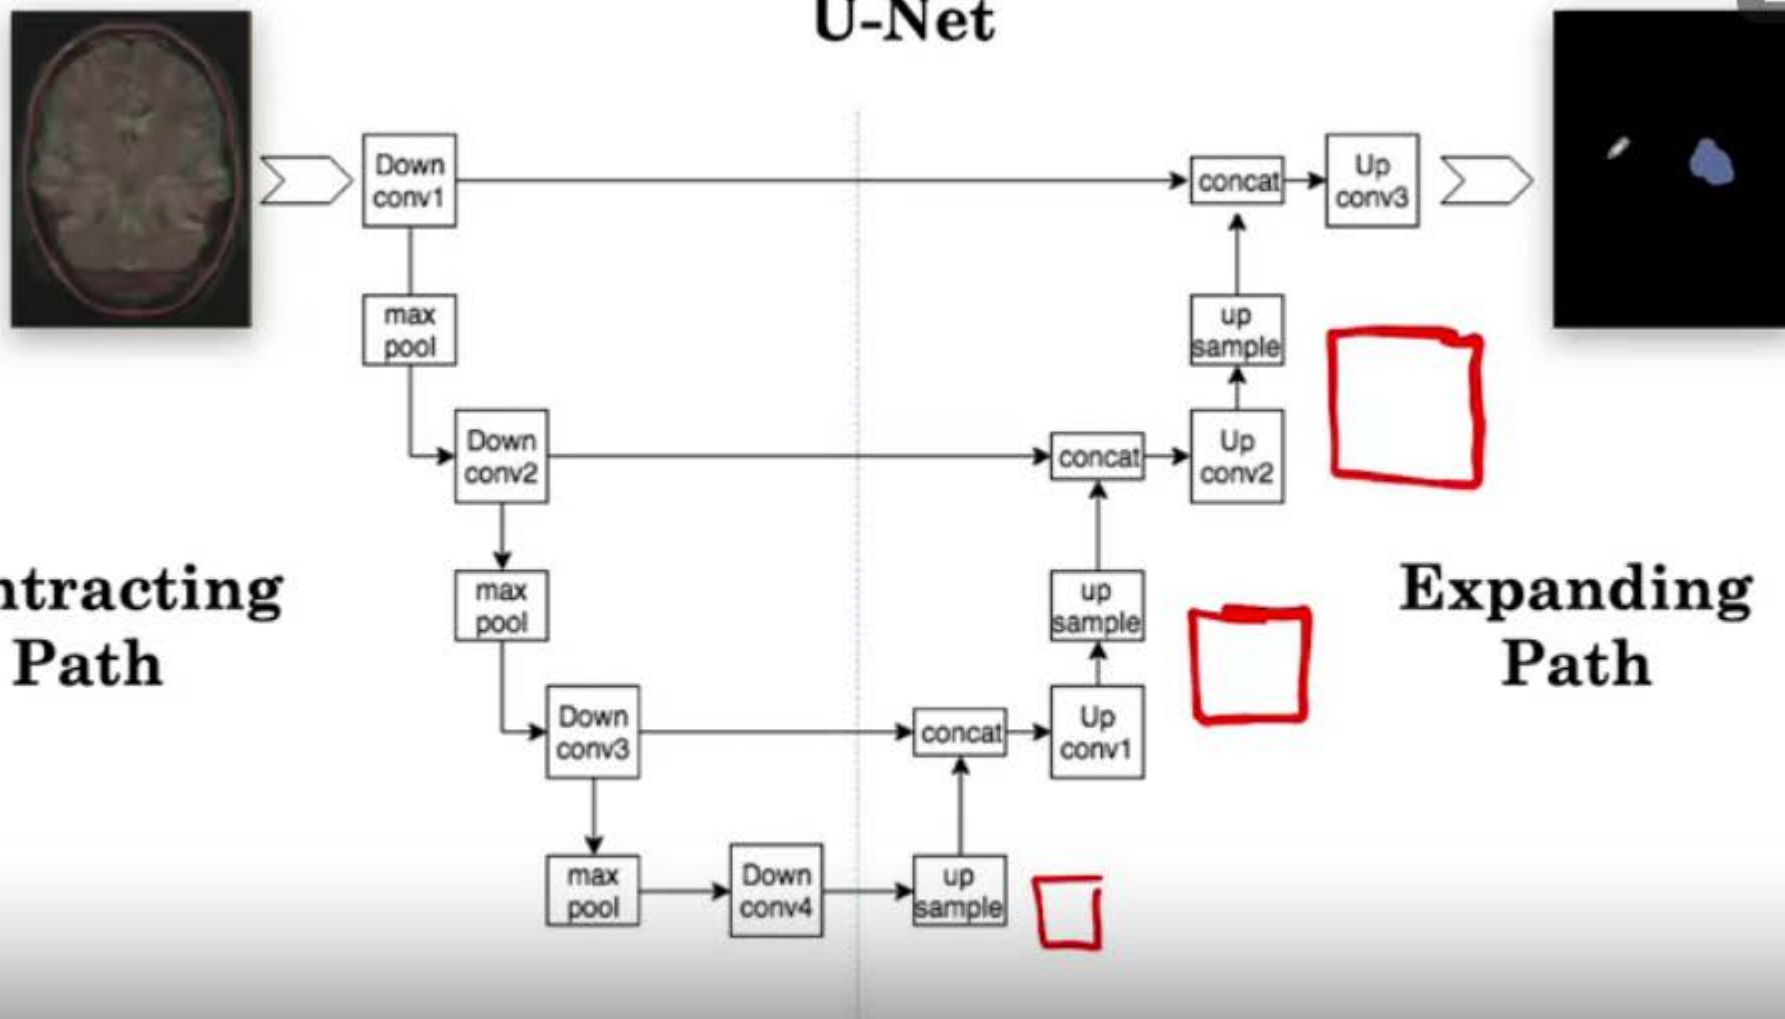 U-Net
Down
conv1
concat
Up
conv3
max
pool
up
sample
Down
conv2
concat
Up
conv2
max
pool
up
sample
ntracting
Path
Expanding
Path
Down
conv3
concat
Up
conv1
max
pool
Down
conv4
up
sample